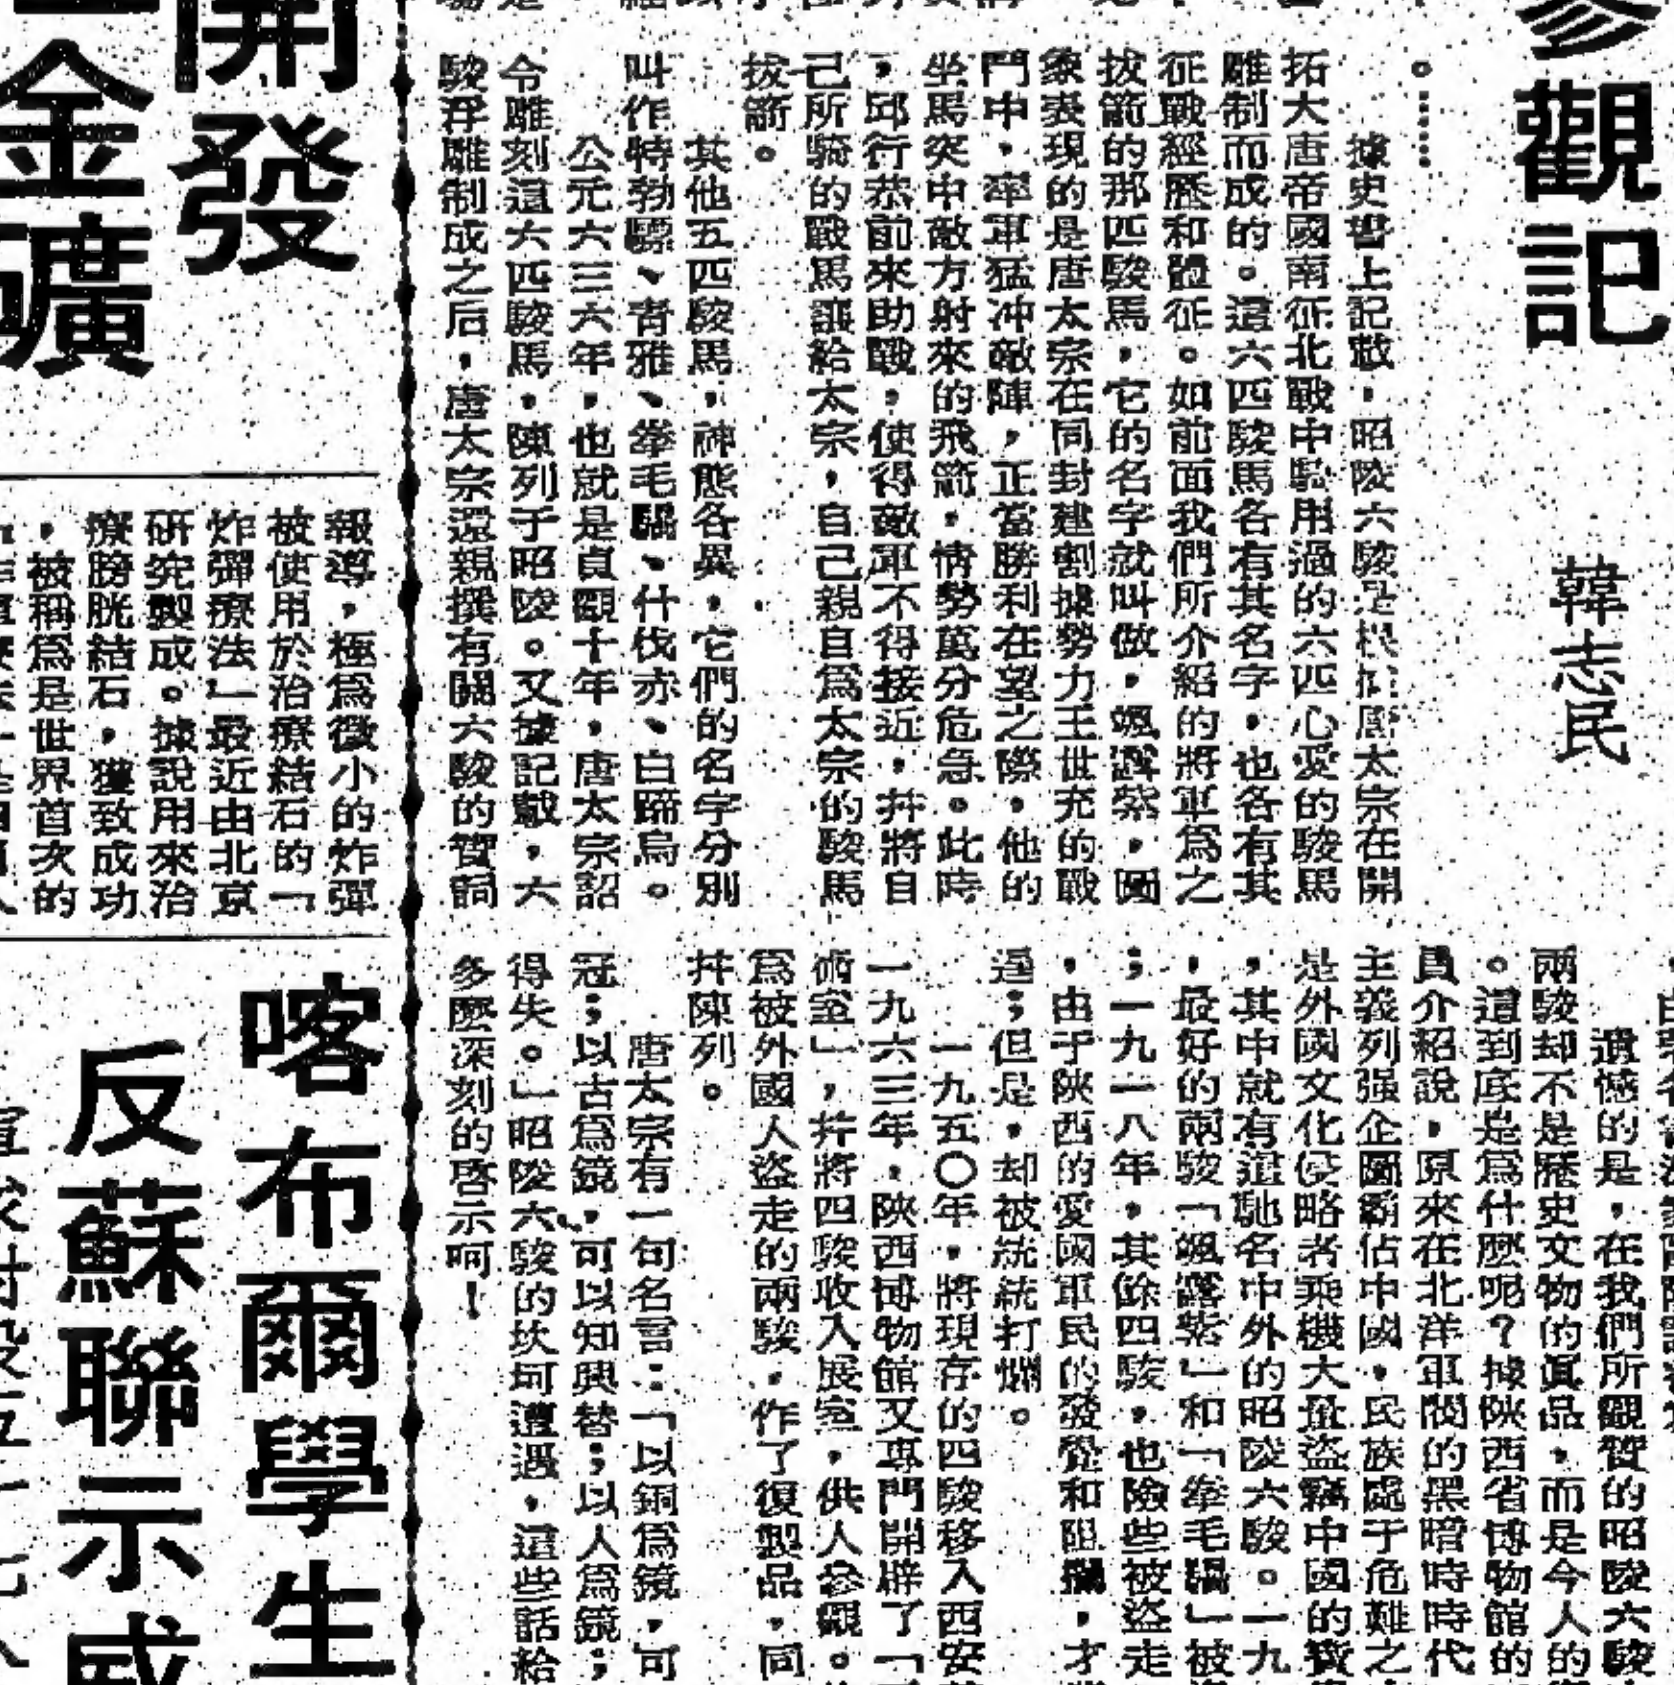 參觀記
韓志民
。……
據史書上記載，昭陵六駿是根據唐太宗在開
拓大唐帝國南征北戰中騎用過的六匹心愛的駿馬
雕制而成的。這六匹駿馬各有其名字，也各有其
征戰經歷和體征。如前面我們所介紹的將軍爲之
拔箭的那匹駿馬，它的名字就叫做，颯露紫，圖
象表現的是唐太宗在同封建割據勢力王世充的戰
鬥中，率軍猛冲敵陣，正當勝利在望之際，他的
坐馬突中敵方射來的飛箭，情勢萬分危急。此時
，邱行恭前來助戰，使得敵軍不得接近，幷將自
己所騎的戰馬讓給太宗，自己親自爲太宗的駿馬
拔箭。
其他五匹駿馬，神態各異，它們的名字分別
叫作特勃驃、青雅、拳毛騧、什伐赤、白蹄烏。
公元六三六年，也就是貞觀十年，唐太宗詔
令雕刻這六匹駿馬，陳列于昭陵。又據記載，六
駿浮雕制成之后，唐太宗還親撰有關六駿的贊詞
遺憾的是，在我們所觀賞的昭陵六駿
兩駿却不是歷史文物的眞品，而是今人的
。這到底是爲什麼呢？據陝西省博物館的
員介紹說，原來在北洋軍閥的黑暗時時代
主義列强企圖霸佔中國，民族處于危難之
是外國文化侵略者乘機大量盜竊中國的寶
，其中就有這馳名中外的昭陵六駿。一九
，最好的兩駿「颯露紫」和「拳毛騧」被
；一九一八年，其餘四駿，也險些被盜走
，由于陝西的愛國軍民的發覺和阻攔，才
逞；但是，却被統統打爛。
一九五〇年，將現存的四駿移入西安
一九六三年，陝西博物館又專門開辟了「
術室」，幷將四駿收入展室，供人參觀。
爲被外國人盜走的兩駿，作了復製品，同
幷陳列。
唐太宗有一句名言：「以銅爲鏡，可
冠；以古爲鏡，可以知興替；以人爲鏡；
得失。」昭陵六駿的坎坷遭遇，這些話給
多麼深刻的啓示呵！
開發
金礦
報導，極爲微小的炸彈
被使用於治療結石的「
炸彈療法」最近由北京
研究製成。據說用來治
療膀胱結石，獲致成功
，被稱爲是世界首次的
喀布爾學生
反蘇聯示威